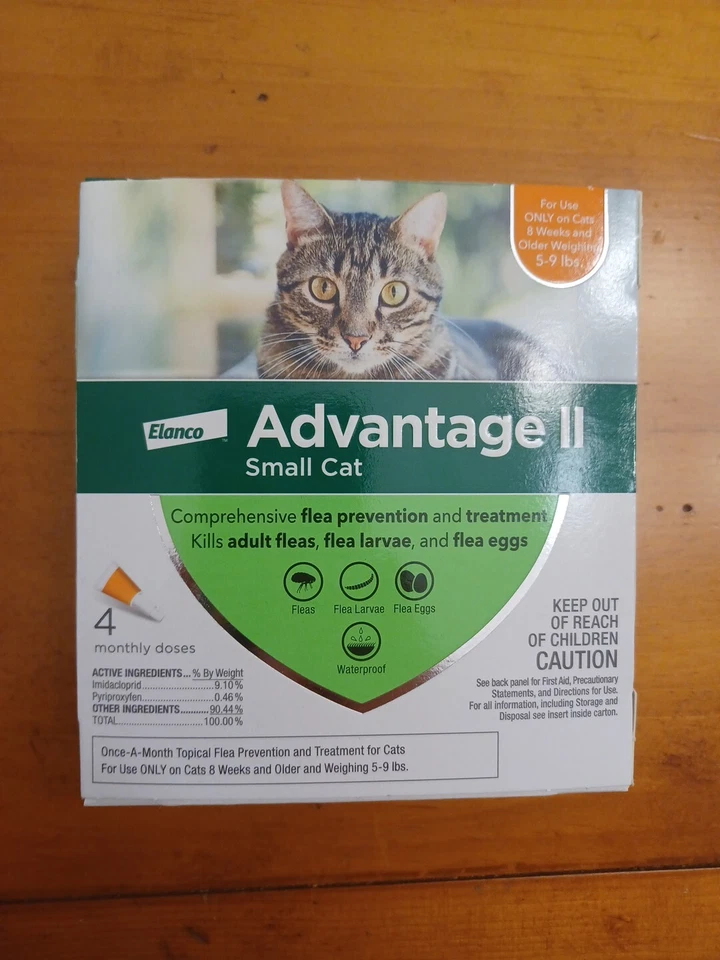 For Use
ONLY on Cats
8 Weeks and
Older Weighing
5-9 lbs.
Elanco™
Advantage II
Small Cat
Comprehensive flea prevention and treatment
Kills adult fleas, flea larvae, and flea eggs
Fleas
Flea Larvae
Flea Eggs
Waterproof
4
monthly doses
ACTIVE INGREDIENTS... % By Weight
Imidacloprid..........................9.10%
Pyriproxyfen..........................0.46%
OTHER INGREDIENTS..........90.44%
TOTAL...............................100.00%
KEEP OUT
OF REACH
OF CHILDREN
CAUTION
See back panel for First Aid, Precautionary
Statements, and Directions for Use.
For all information, including Storage and
Disposal see insert inside carton.
Once-A-Month Topical Flea Prevention and Treatment for Cats
For Use ONLY on Cats 8 Weeks and Older and Weighing 5-9 lbs.